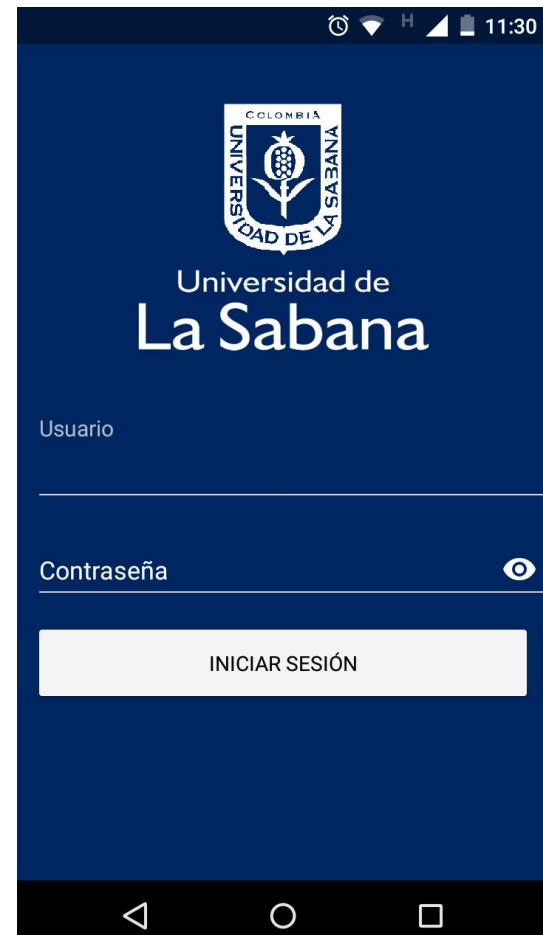 H 11:30
COLOMBIA
UNIVERSIDAD DE LA SABANA
Universidad de
La Sabana
Usuario
Contraseña
INICIAR SESIÓN